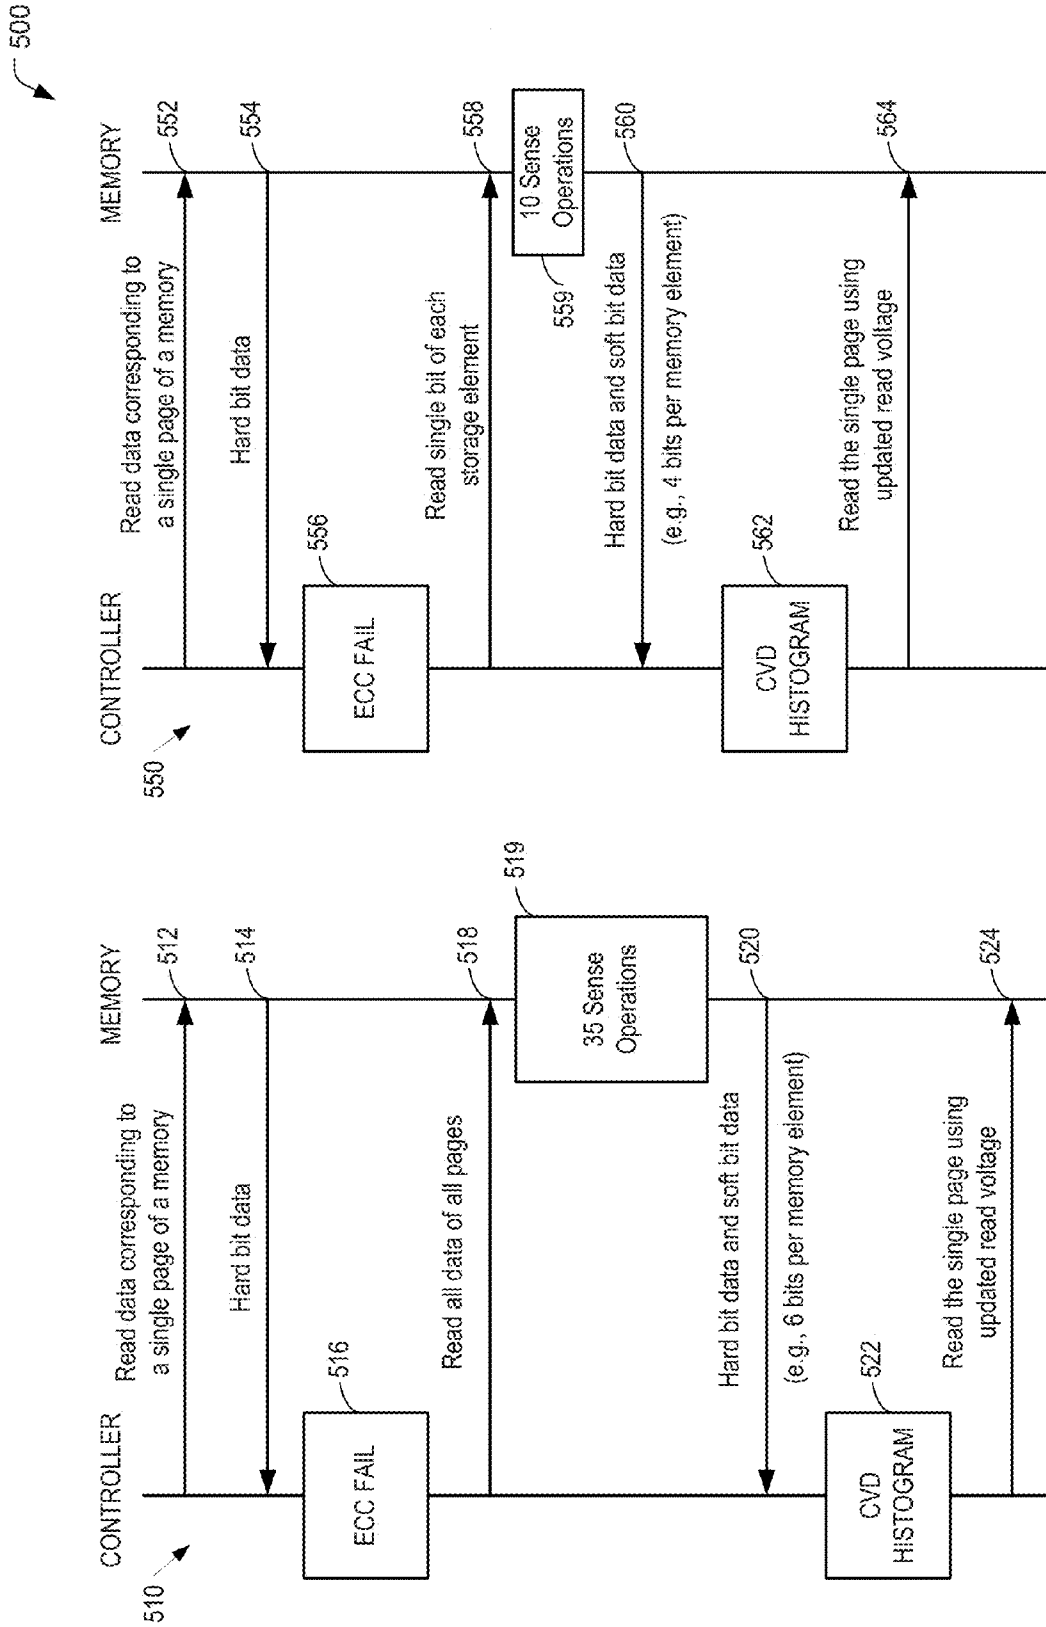 500
510
CONTROLLER
MEMORY
Read data corresponding to
a single page of a memory
512
Hard bit data
514
ECC FAIL
516
Read all data of all pages
518
35 Sense
Operations
519
Hard bit data and soft bit data
(e.g., 6 bits per memory element)
520
CVD
HISTOGRAM
522
Read the single page using
updated read voltage
524
550
CONTROLLER
MEMORY
Read data corresponding to
a single page of a memory
552
Hard bit data
554
ECC FAIL
556
Read single bit of each
storage element
558
10 Sense
Operations
559
Hard bit data and soft bit data
(e.g., 4 bits per memory element)
560
CVD
HISTOGRAM
562
Read the single page using
updated read voltage
564